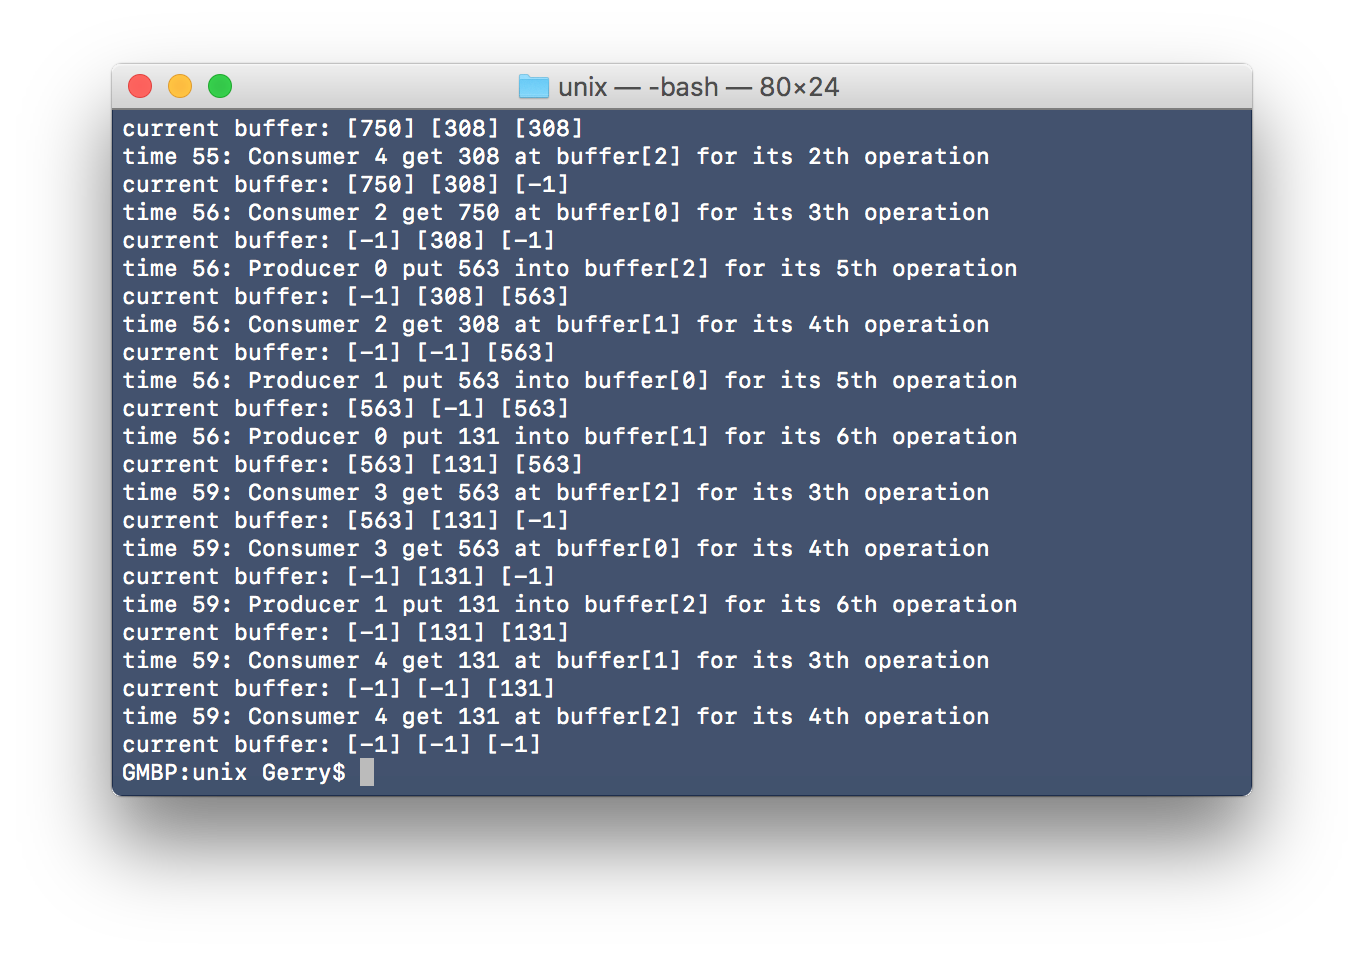 unix — -bash — 80×24
current buffer: [750] [308] [308]
time 55: Consumer 4 get 308 at buffer[2] for its 2th operation
current buffer: [750] [308] [-1]
time 56: Consumer 2 get 750 at buffer[0] for its 3th operation
current buffer: [-1] [308] [-1]
time 56: Producer 0 put 563 into buffer[2] for its 5th operation
current buffer: [-1] [308] [563]
time 56: Consumer 2 get 308 at buffer[1] for its 4th operation
current buffer: [-1] [-1] [563]
time 56: Producer 1 put 563 into buffer[0] for its 5th operation
current buffer: [563] [-1] [563]
time 56: Producer 0 put 131 into buffer[1] for its 6th operation
current buffer: [563] [131] [563]
time 59: Consumer 3 get 563 at buffer[2] for its 3th operation
current buffer: [563] [131] [-1]
time 59: Consumer 3 get 563 at buffer[0] for its 4th operation
current buffer: [-1] [131] [-1]
time 59: Producer 1 put 131 into buffer[2] for its 6th operation
current buffer: [-1] [131] [131]
time 59: Consumer 4 get 131 at buffer[1] for its 3th operation
current buffer: [-1] [-1] [131]
time 59: Consumer 4 get 131 at buffer[2] for its 4th operation
current buffer: [-1] [-1] [-1]
GMBP:unix Gerry$